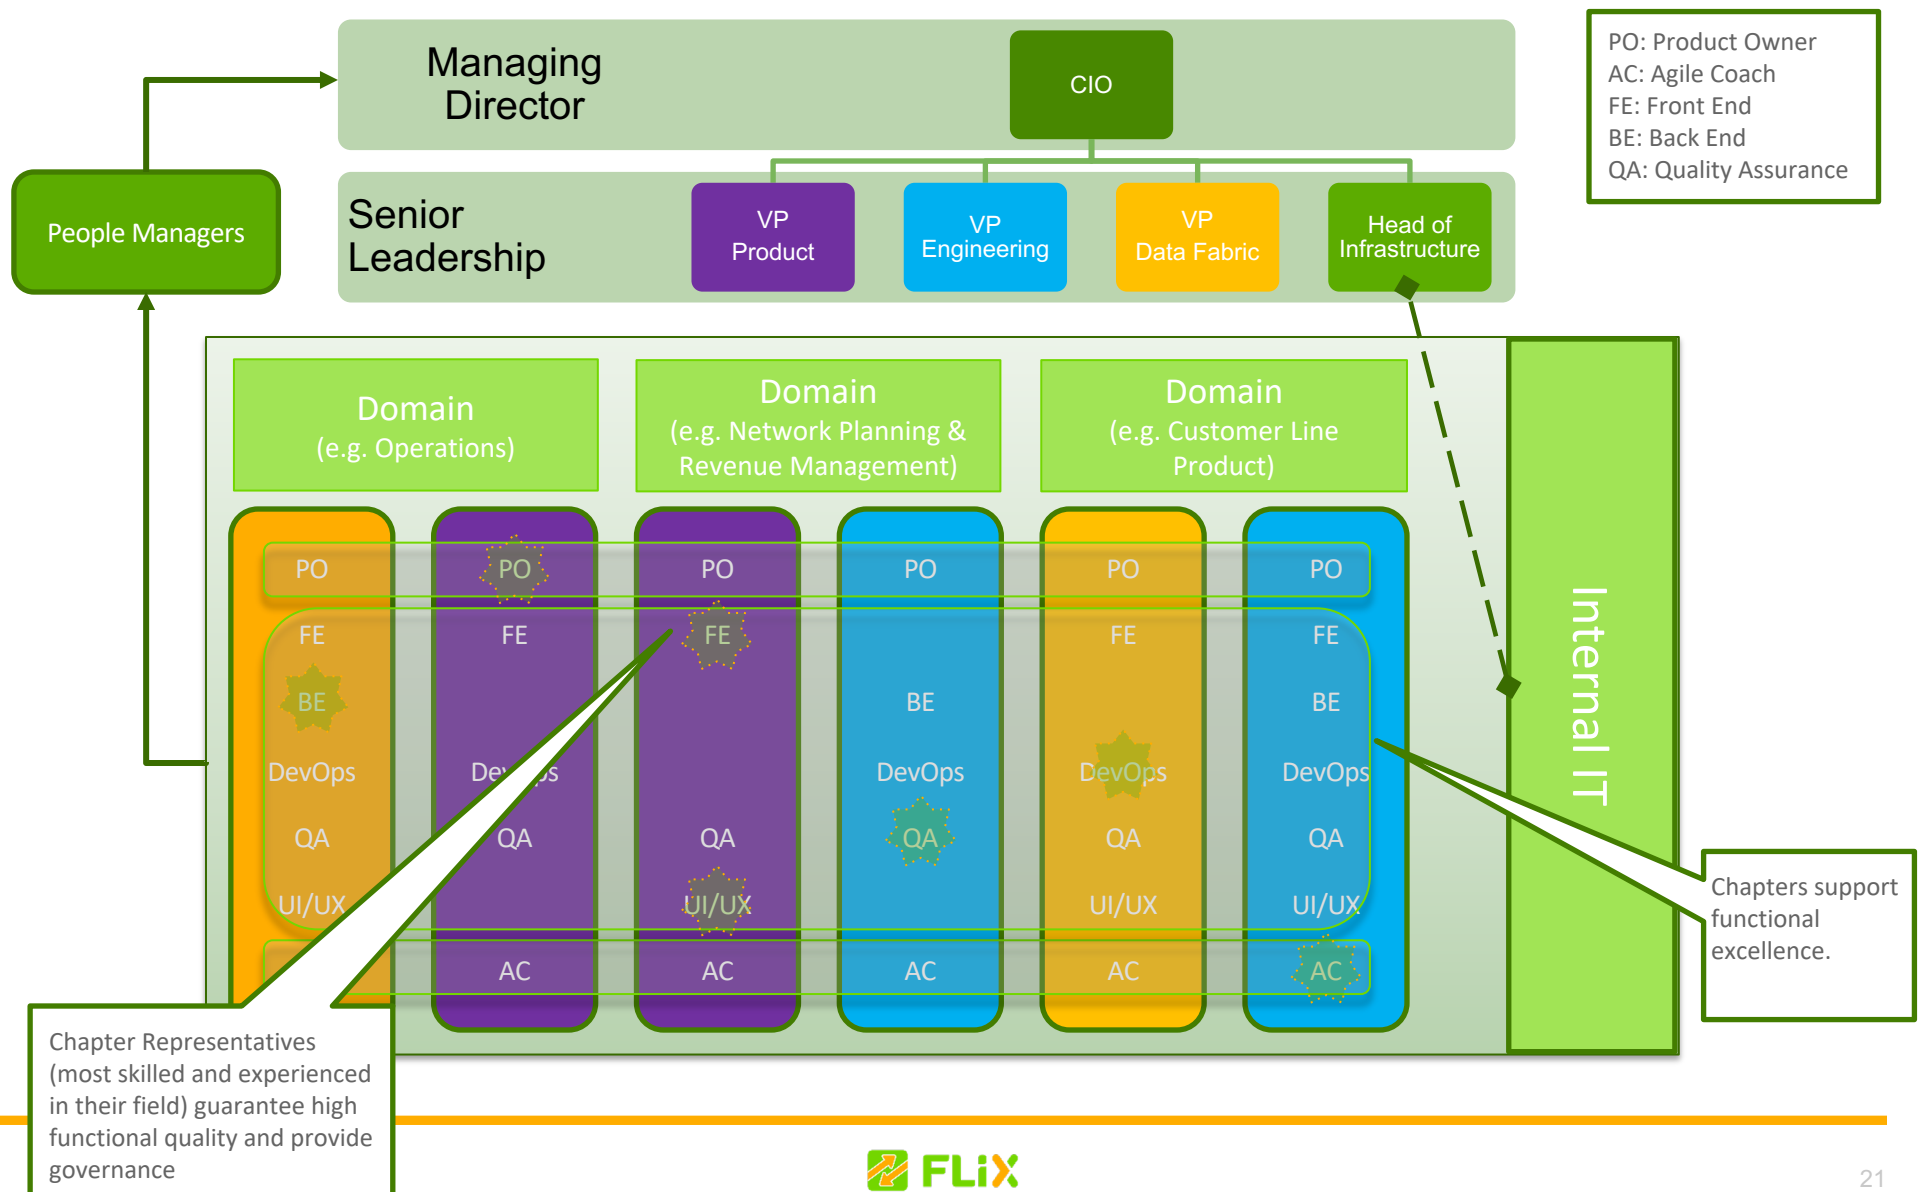 Managing
Director
CIO
PO: Product Owner
AC: Agile Coach
FE: Front End
BE: Back End
QA: Quality Assurance
People Managers
Senior
Leadership
VP
Product
VP
Engineering
VP
Data Fabric
Head of
Infrastructure
Domain
(e.g. Operations)
Domain
(e.g. Network Planning &
Revenue Management)
Domain
(e.g. Customer Line
Product)
Internal IT
PO PO PO PO PO PO
FE FE FE FE FE
BE BE BE
DevOps DevOps DevOps DevOps DevOps
QA QA QA QA QA QA
UI/UX UI/UX UI/UX UI/UX
AC AC AC AC AC
Chapters support
functional
excellence.
Chapter Representatives
(most skilled and experienced
in their field) guarantee high
functional quality and provide
governance
FLiX
21